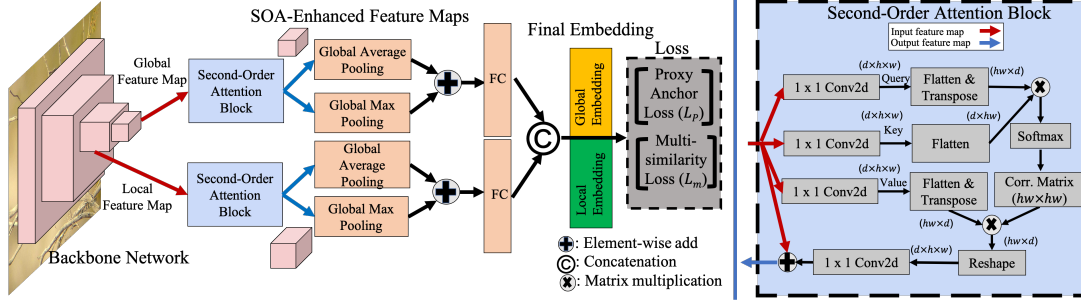 SOA-Enhanced Feature Maps
Global
Feature Map
Second-Order
Attention
Block
Global Average
Pooling
Global Max
Pooling
FC
Local
Feature Map
Second-Order
Attention
Block
Global
Average
Pooling
Global Max
Pooling
FC
Backbone Network
Final Embedding
Global
Embedding
Local
Embedding
Loss
Proxy
Anchor
Loss (L_P)
Multi-
similarity
Loss (L_m)
: Element-wise add
C: Concatenation
: Matrix multiplication
Second-Order Attention Block
Input feature map
Output feature map
1 x 1 Conv2d
(d×h×w)
Query
Flatten &
Transpose
(hw×d)
1 x 1 Conv2d
(d×h×w)
Key
Flatten
(d×hw)
Softmax
1 x 1 Conv2d
(d×h×w)
Value
Flatten &
Transpose
Corr. Matrix
(hw×hw)
(hw×d)
(hw×d)
Reshape
(d×h×w)
1 x 1 Conv2d